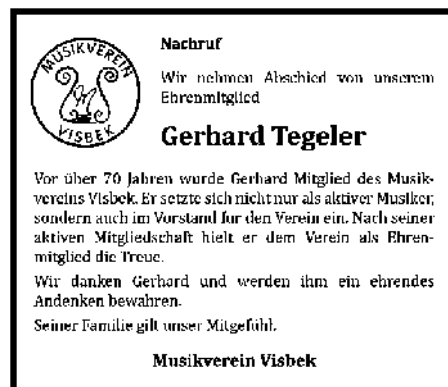 MUSIKVEREIN
VISBEK
Nachruf
Wir nehmen Abschied von unserem
Ehrenmitglied
Gerhard Tegeler
Vor über 70 Jahren wurde Gerhard Mitglied des Musik-
vereins Visbek. Er setzte sich nicht nur als aktiver Musiker,
sondern auch im Vorstand für den Verein ein. Nach seiner
aktiven Mitgliedschaft hielt er dem Verein als Ehren-
mitglied die Treue.
Wir danken Gerhard und werden ihm ein ehrendes
Andenken bewahren.
Seiner Familie gilt unser Mitgefühl.
Musikverein Visbek